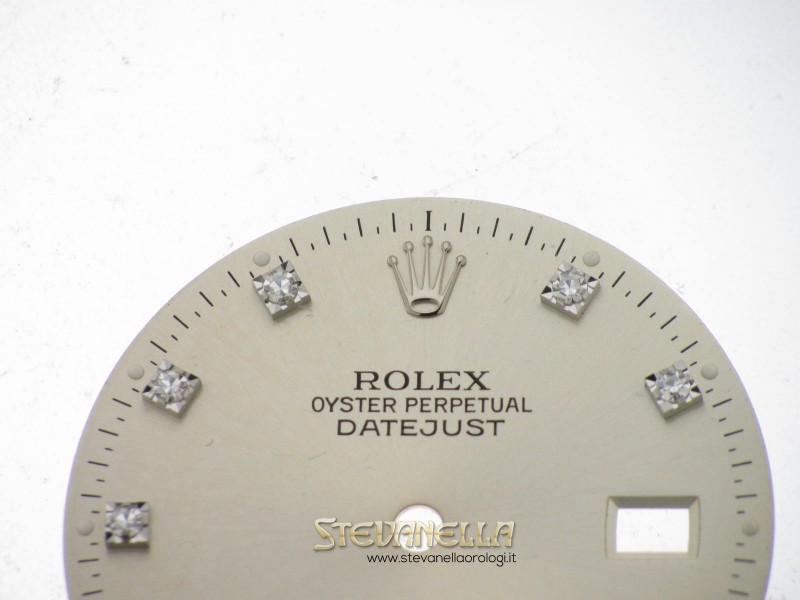 ROLEX
OYSTER PERPETUAL
DATEJUST
STEVANELLA
www.stevanellaorologi.it